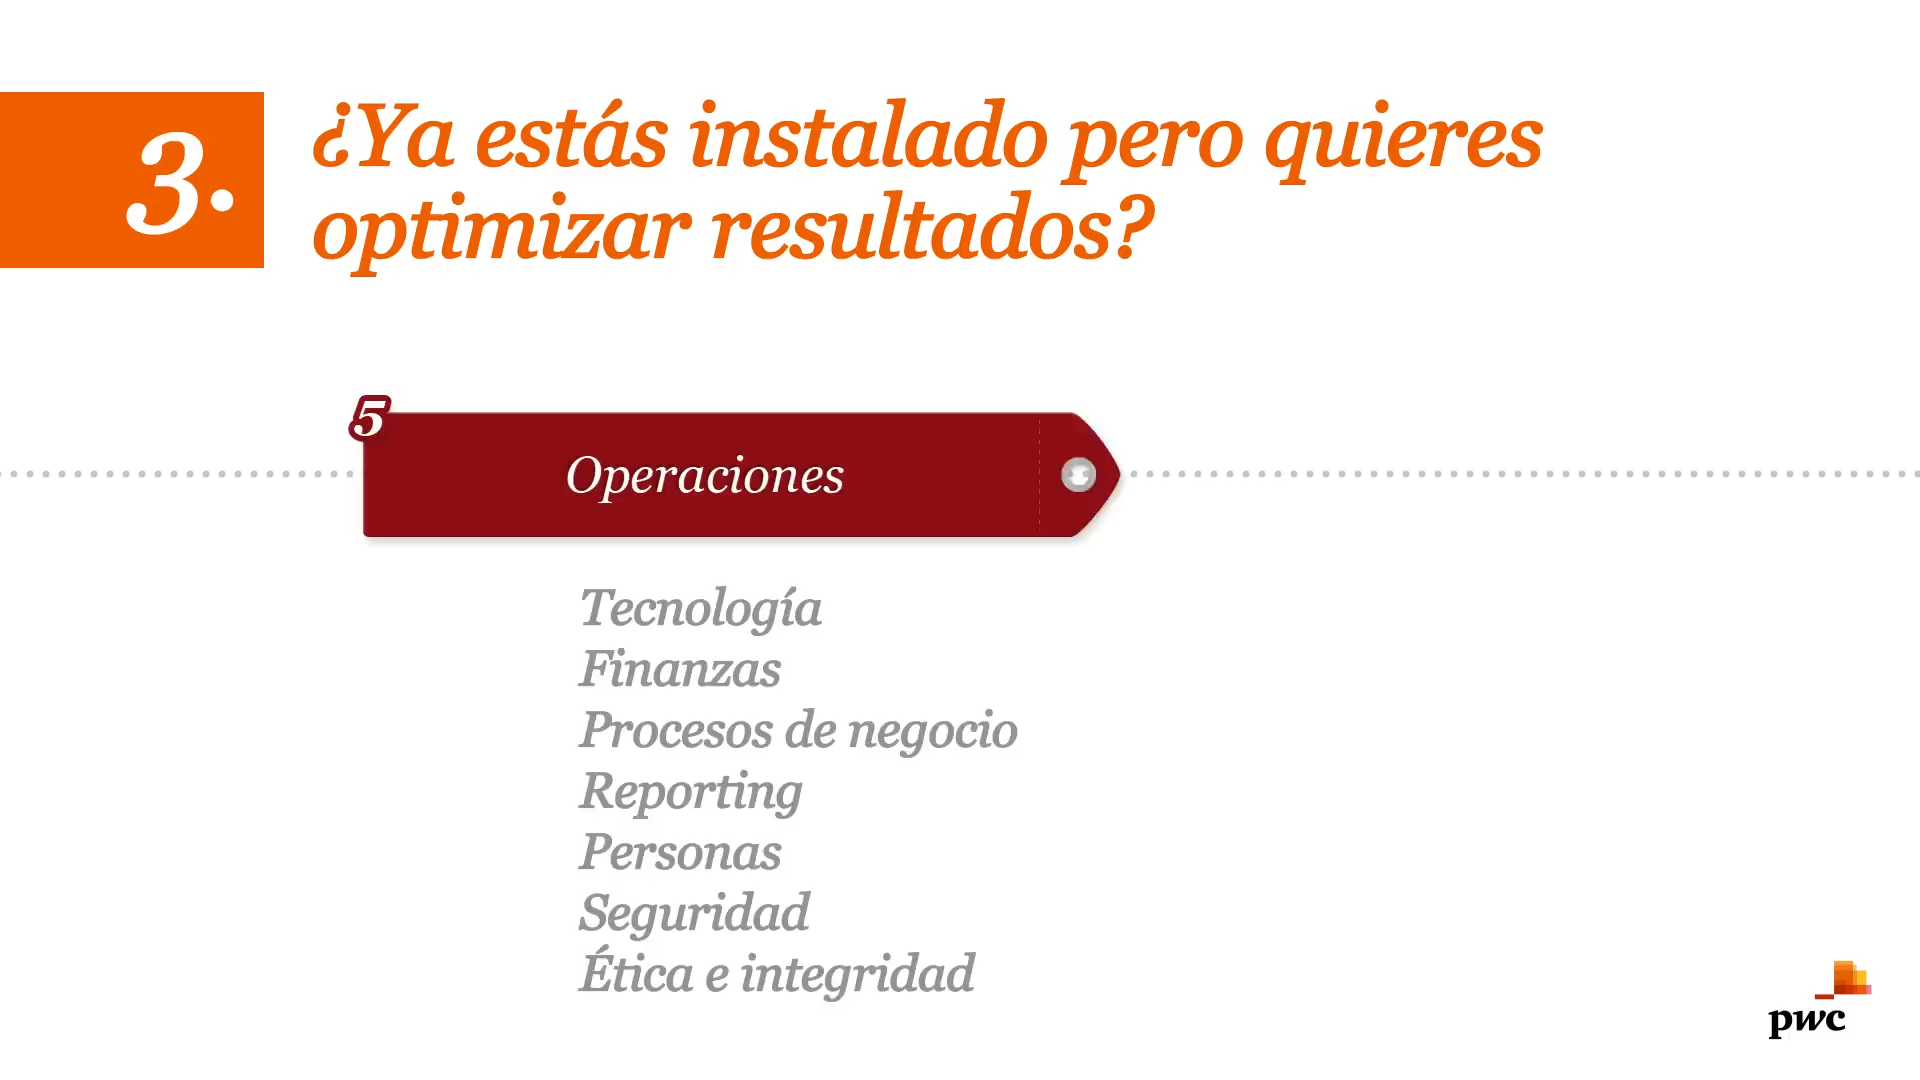 3.
¿Ya estás instalado pero quieres
optimizar resultados?
5
Operaciones
Tecnología
Finanzas
Procesos de negocio
Reporting
Personas
Seguridad
Ética e integridad
pwc